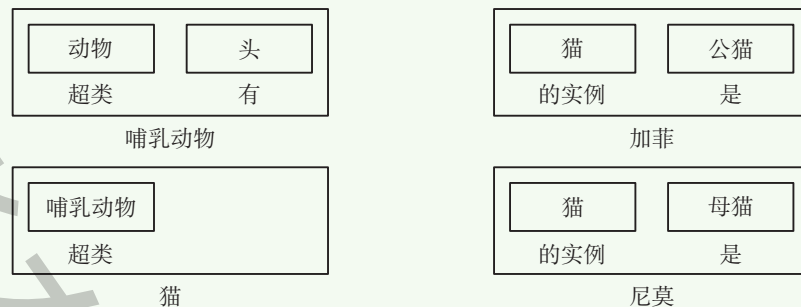 动物 头 猫 公猫
超类 有 的实例 是
哺乳动物 加菲
哺乳动物 猫 母猫
超类 的实例 是
猫 尼莫